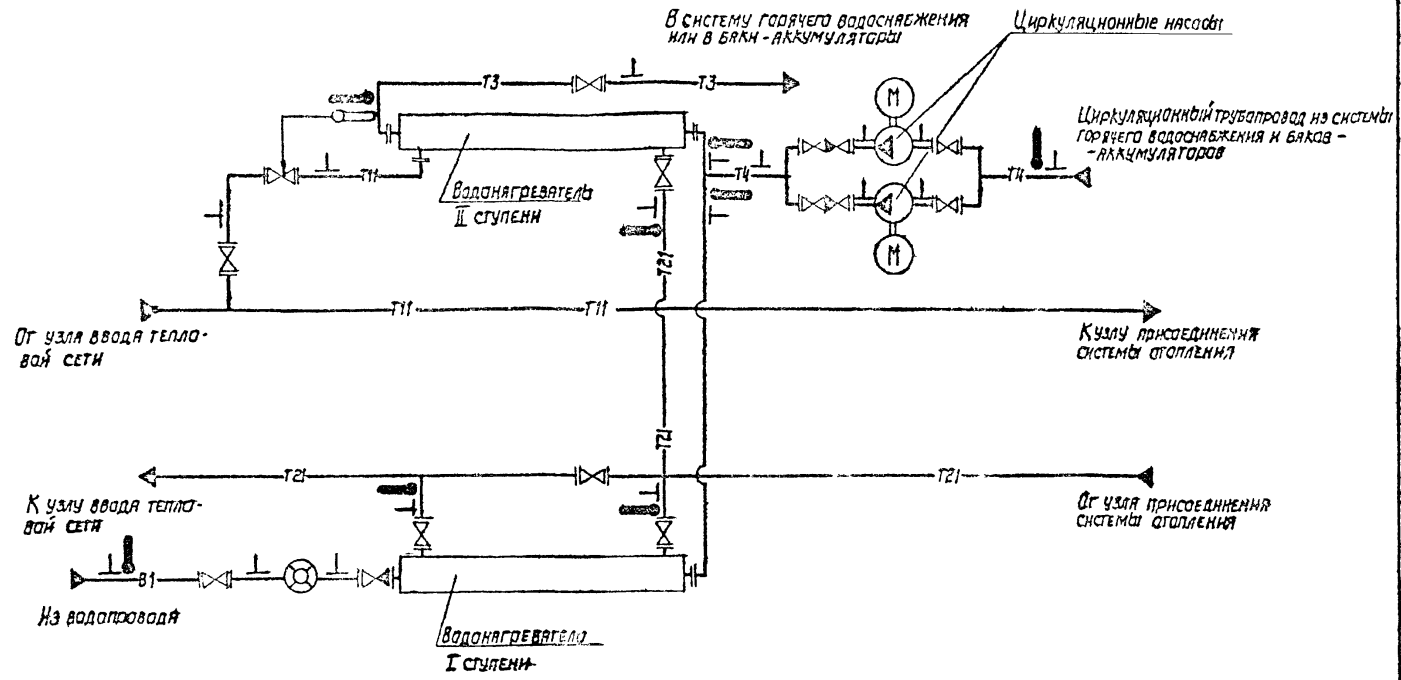 В систему горячего водоснабжения
или в баки-аккумуляторы
Циркуляционные насосы
Т3
Т3
М
Циркуляционный трубопровод из системы
горячего водоснабжения и баков-
-аккумуляторов
Т11
Т4
Т4
Водонагреватель
II ступени
М
Т21
Т11
Т11
От узла ввода тепло-
вой сети
К узлу присоединения
системы отопления
Т21
Т21
Т21
К узлу ввода тепло-
вой сети
От узла присоединения
системы отопления
В1
Из водопровода
Водонагреватель
I ступени